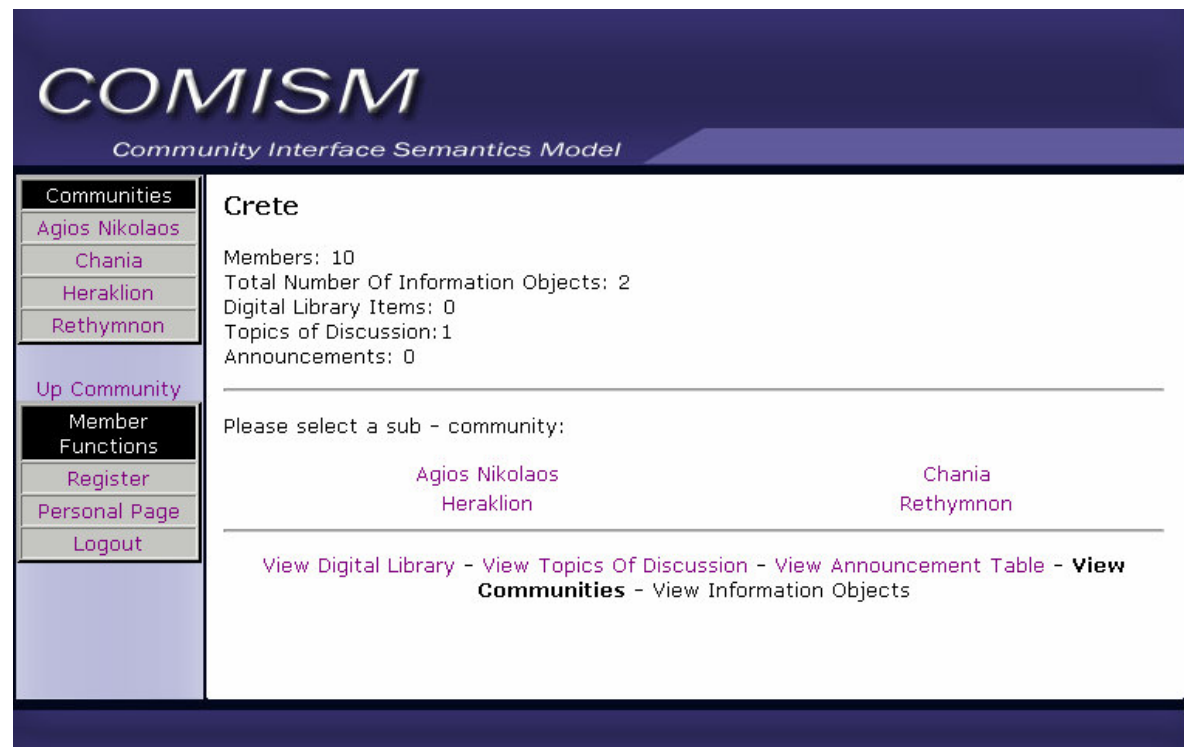 COMISM
Community Interface Semantics Model
Communities
Agios Nikolaos
Chania
Heraklion
Rethymnon
Up Community
Member
Functions
Register
Personal Page
Logout
Crete
Members: 10
Total Number Of Information Objects: 2
Digital Library Items: 0
Topics of Discussion: 1
Announcements: 0
Please select a sub - community:
Agios Nikolaos Chania
Heraklion Rethymnon
View Digital Library - View Topics Of Discussion - View Announcement Table - View
Communities - View Information Objects